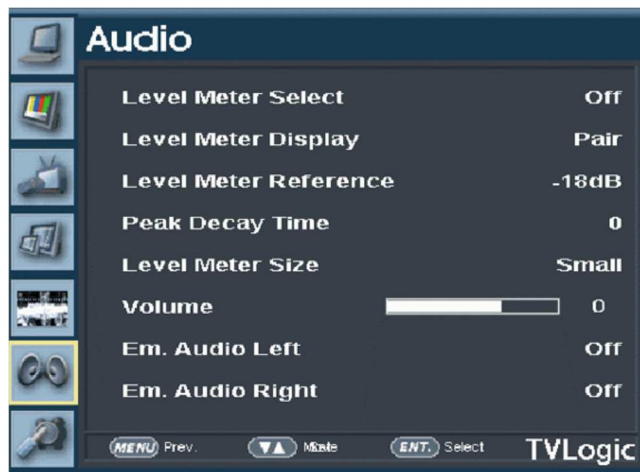 Audio
Level Meter Select Off
Level Meter Display Pair
Level Meter Reference -18dB
Peak Decay Time 0
Level Meter Size Small
Volume 0
Em. Audio Left Off
Em. Audio Right Off
MENU Prev. ▼▲ ENT. Select TVLogic